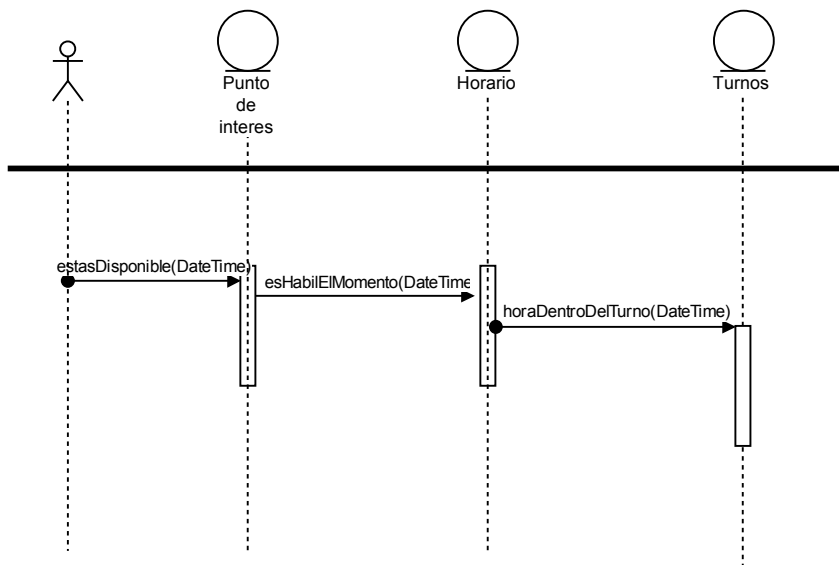 Punto
de
interes
Horario
Turnos
estasDisponible(DateTime)
esHabilElMomento(DateTime
horaDentroDelTurno(DateTime)